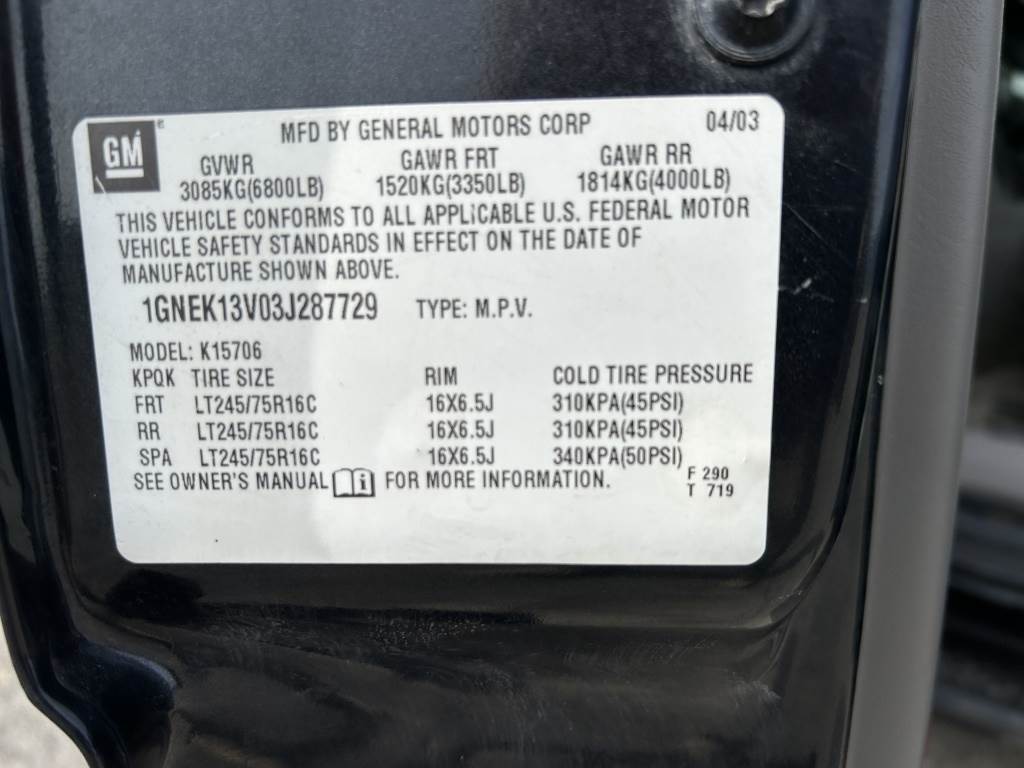 GM®
MFD BY GENERAL MOTORS CORP 04/03
GVWR GAWR FRT GAWR RR
3085KG(6800LB) 1520KG(3350LB) 1814KG(4000LB)
THIS VEHICLE CONFORMS TO ALL APPLICABLE U.S. FEDERAL MOTOR
VEHICLE SAFETY STANDARDS IN EFFECT ON THE DATE OF
MANUFACTURE SHOWN ABOVE.
1GNEK13V03J287729 TYPE: M.P.V.
MODEL: K15706
KPQK TIRE SIZE RIM COLD TIRE PRESSURE
FRT LT245/75R16C 16X6.5J 310KPA(45PSI)
RR LT245/75R16C 16X6.5J 310KPA(45PSI)
SPA LT245/75R16C 16X6.5J 340KPA(50PSI)
SEE OWNER'S MANUAL i FOR MORE INFORMATION.
F 290
T 719